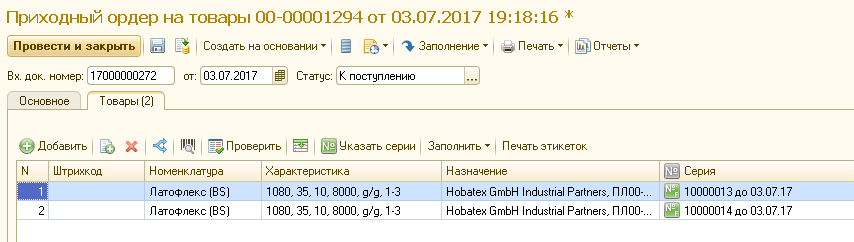 Приходный ордер на товары 00-00001294 от 03.07.2017 19:18:16 *
Провести и закрыть Создать на основании Заполнение Печать Отчеты
Вх. док. номер: 17000000272 от: 03.07.2017 Статус: К поступлению ...
Основное Товары (2)
Добавить Проверить № Указать серии Заполнить Печать этикеток
N Штрихкод Номенклатура Характеристика Назначение № Серия
1 Латофлекс (BS) 1080, 35, 10, 8000, g/g, 1-3 Hobatex GmbH Industrial Partners, ПЛ00-... 10000013 до 03.07.17
2 Латофлекс (BS) 1080, 35, 10, 8000, g/g, 1-3 Hobatex GmbH Industrial Partners, ПЛ00-... 10000014 до 03.07.17